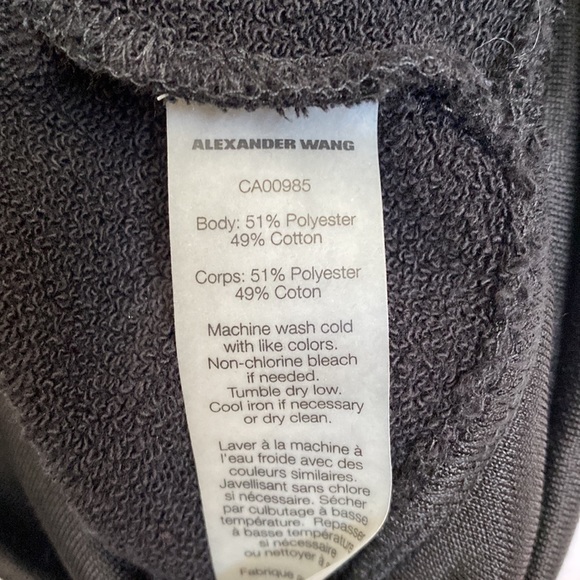 ALEXANDER WANG
CA00985
Body: 51% Polyester
49% Cotton
Corps: 51% Polyester
49% Coton
Machine wash cold
with like colors.
Non-chlorine bleach
if needed.
Tumble dry low.
Cool iron if necessary
or dry clean.
Laver à la machine à
l'eau froide avec des
couleurs similaires.
Javellisant sans chlore
si nécessaire. Sécher
par culbutage à basse
température. Repasser
à basse température
si nécessaire
ou nettoyer à
Fabriqué